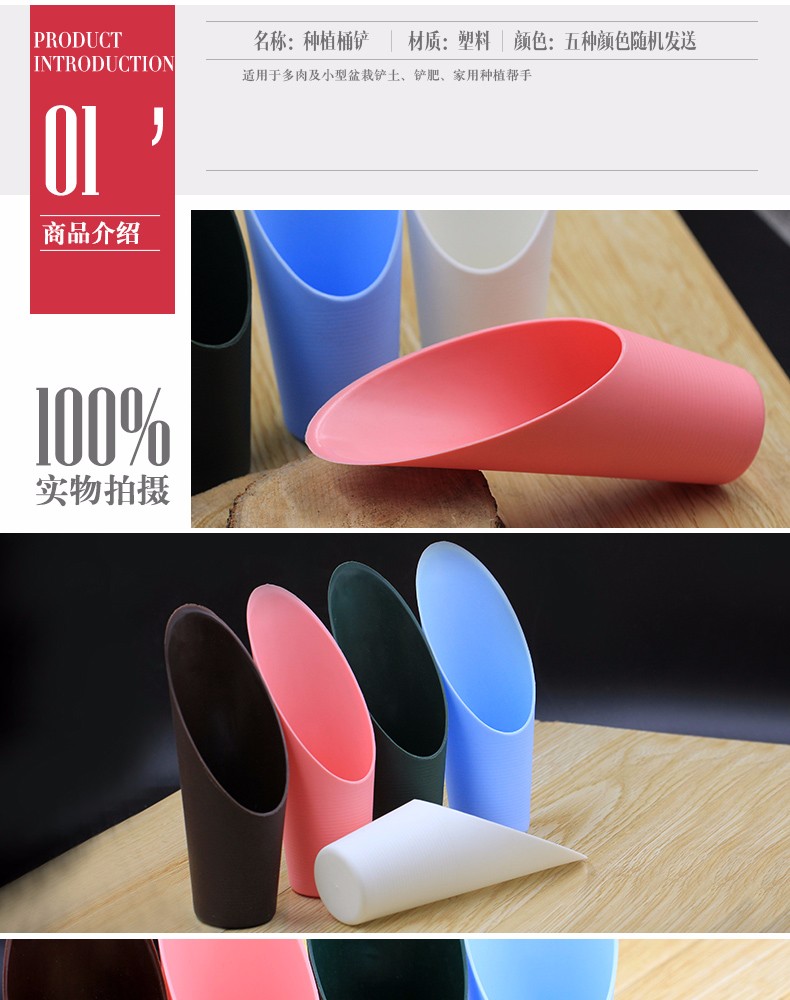 PRODUCT
INTRODUCTION
01 ’
商品介绍
名称：种植桶铲 材质：塑料 颜色：五种颜色随机发送
适用于多肉及小型盆栽铲土、铲肥、家用种植帮手
100%
实物拍摄